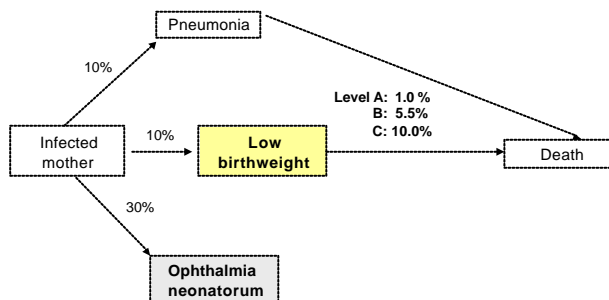 Pneumonia
10%
Level A: 1.0 %
B: 5.5%
C: 10.0%
Infected
mother
10%
Low
birthweight
Death
30%
Ophthalmia
neonatorum